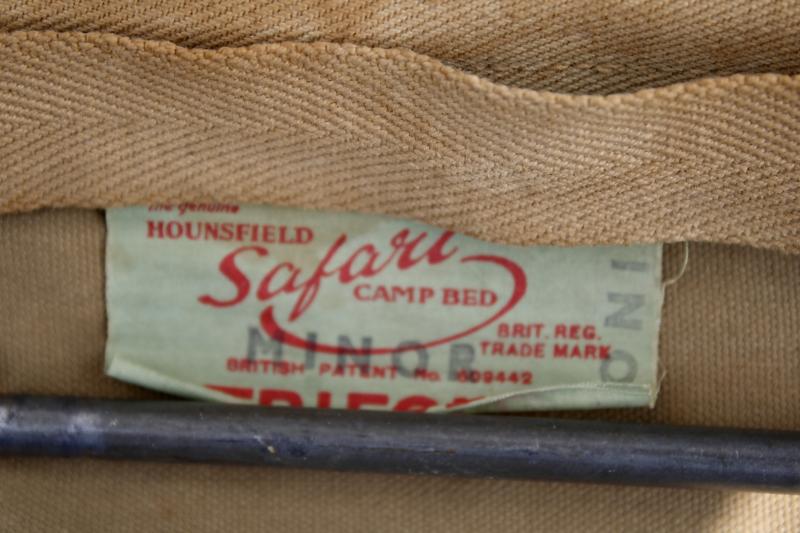 The Genuine
HOUNSFIELD
Safari
CAMP BED
MINOR
BRIT. REG.
TRADE MARK
BRITISH PATENT No. 609442